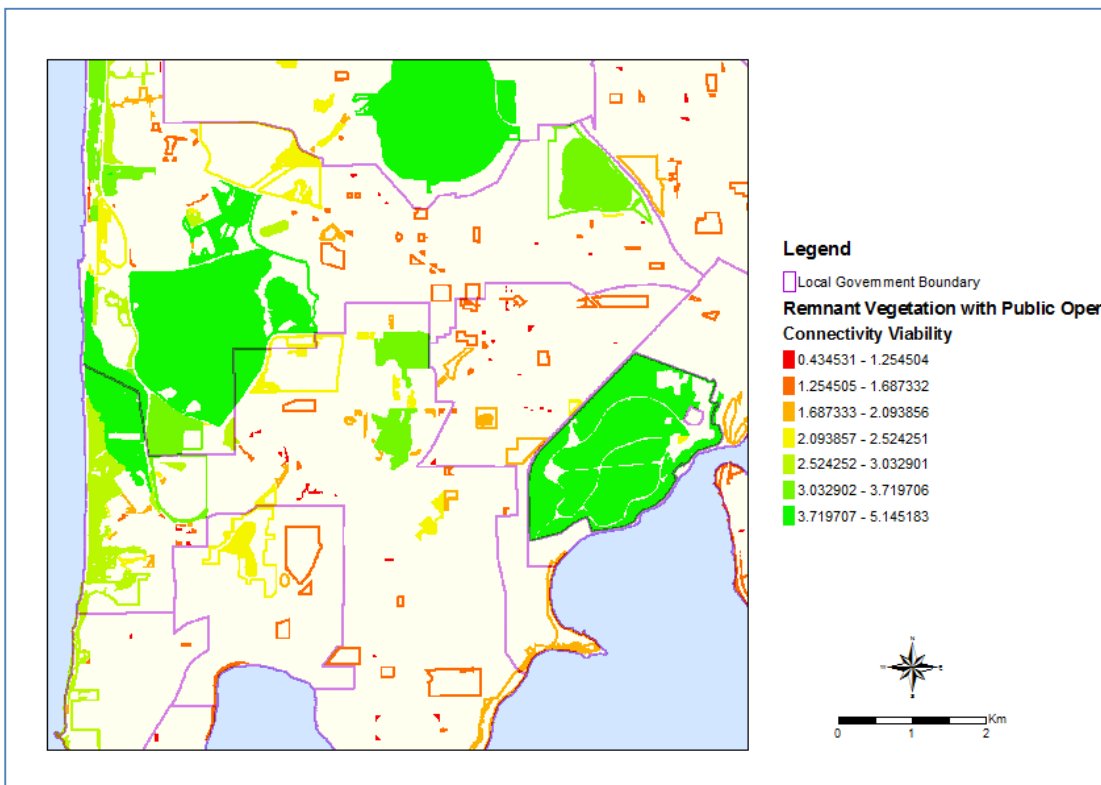 Legend
Local Government Boundary
Remnant Vegetation with Public Oper
Connectivity Viability
0.434531 - 1.254504
1.254505 - 1.687332
1.687333 - 2.093856
2.093857 - 2.524251
2.524252 - 3.032901
3.032902 - 3.719706
3.719707 - 5.145183
N
W E
S
Km
0 1 2